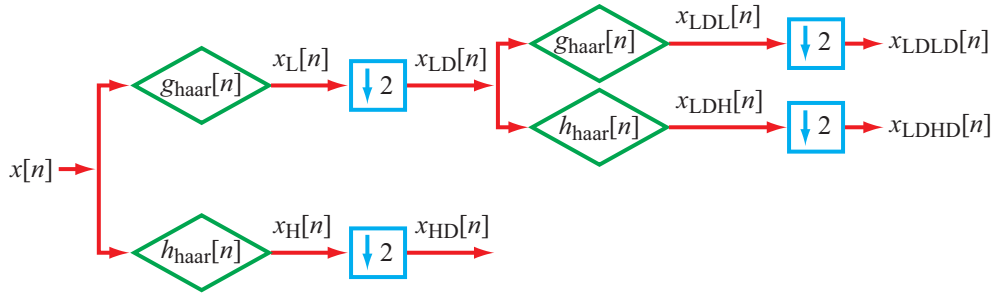 g_haar[n] x_LDL[n] ↓ 2 x_LDLD[n]
x_L[n] x_LD[n]
g_haar[n] ↓ 2
h_haar[n] x_LDH[n] ↓ 2 x_LDHD[n]
x[n]
x_H[n] x_HD[n]
h_haar[n] ↓ 2